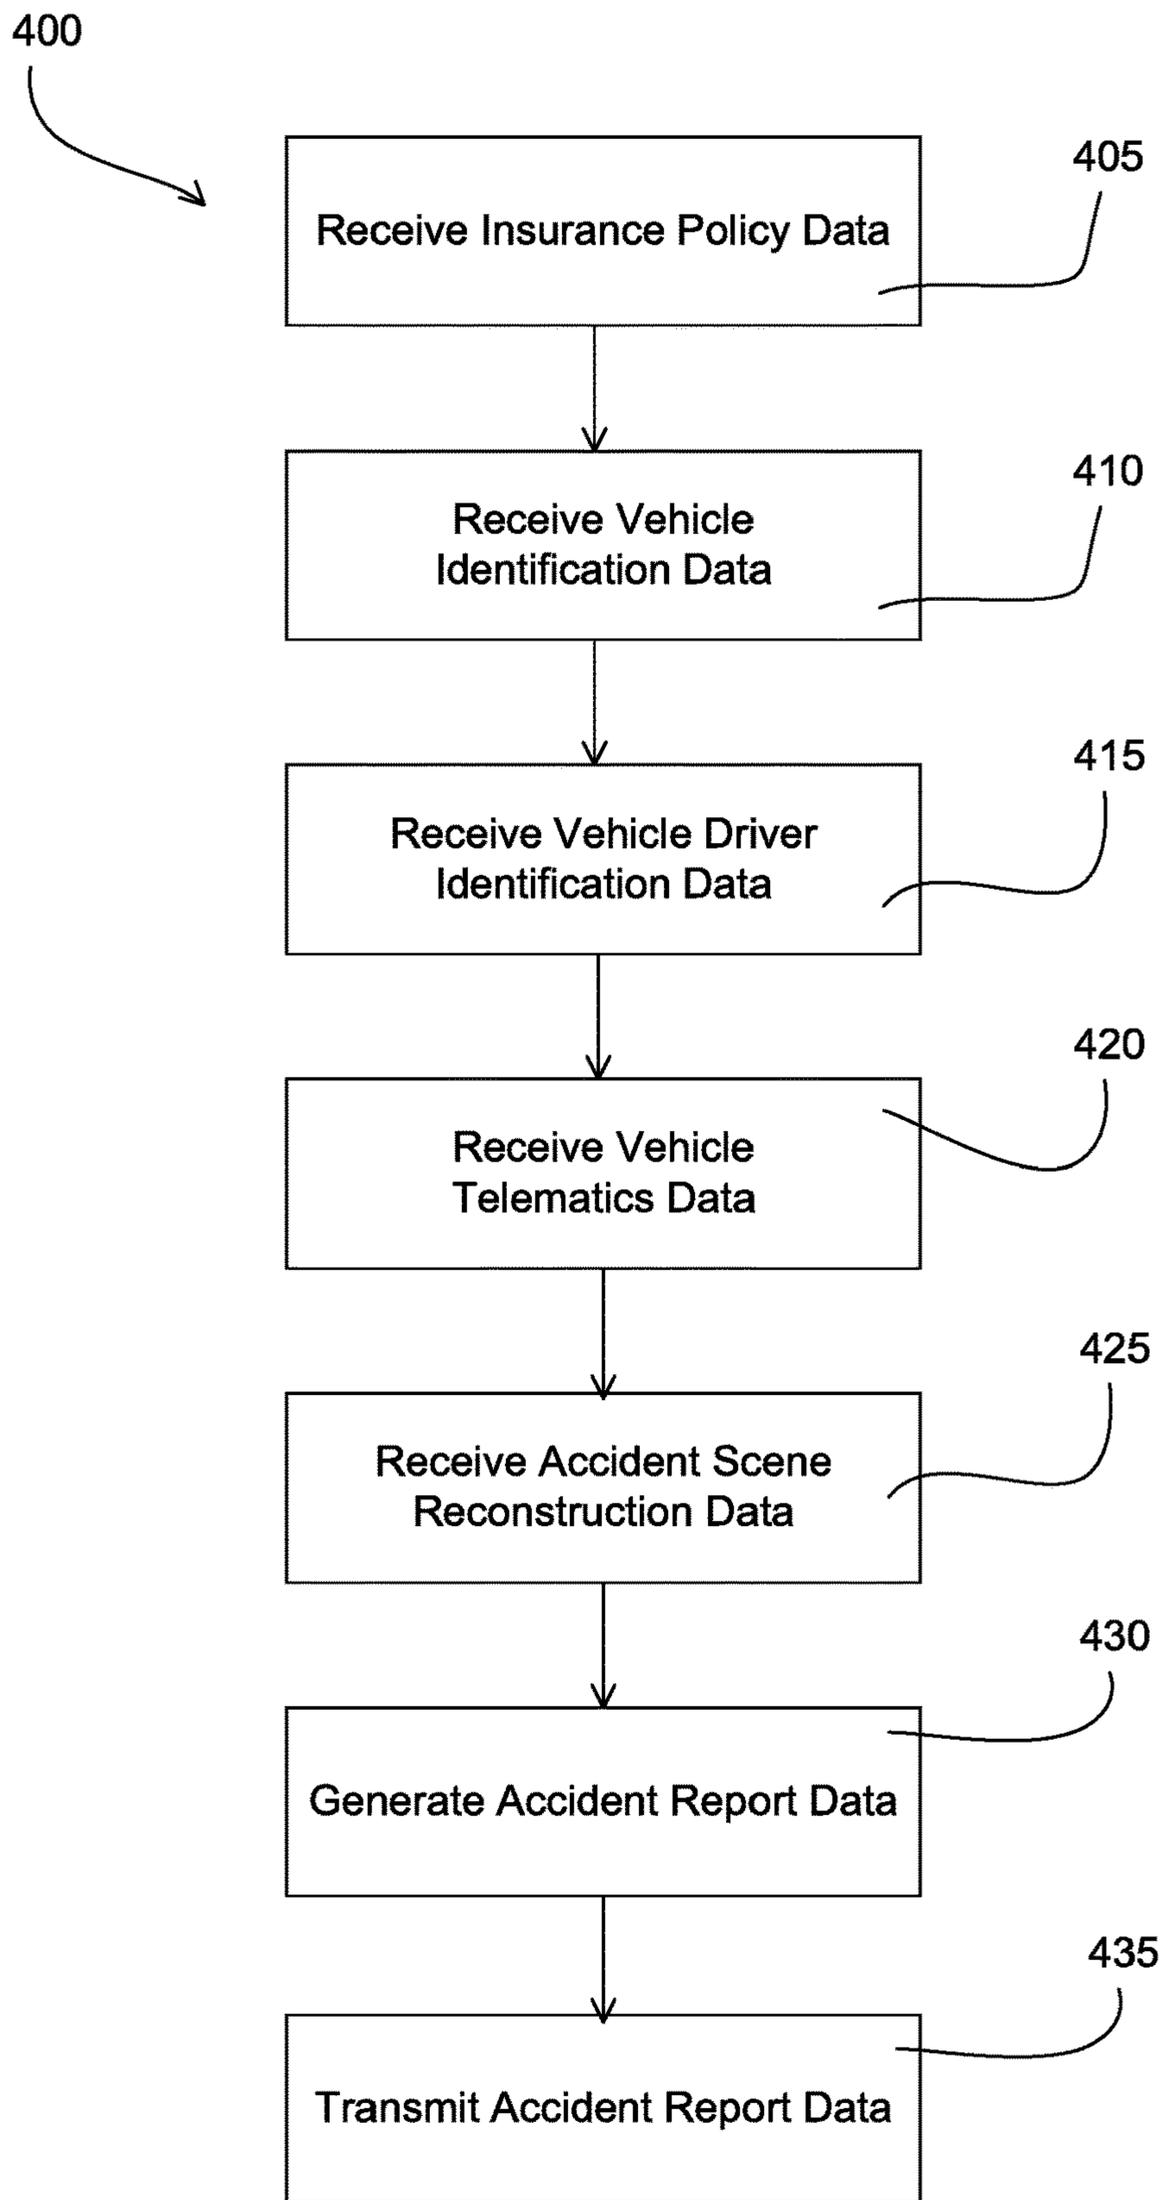 400
405
Receive Insurance Policy Data
410
Receive Vehicle
Identification Data
415
Receive Vehicle Driver
Identification Data
420
Receive Vehicle
Telematics Data
425
Receive Accident Scene
Reconstruction Data
430
Generate Accident Report Data
435
Transmit Accident Report Data